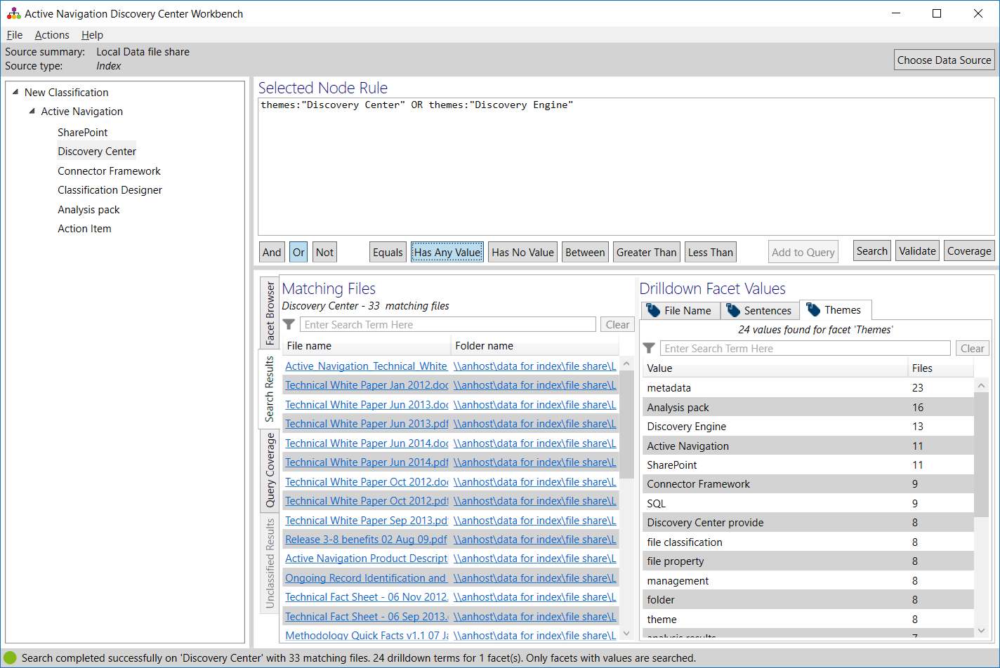 Active Navigation Discovery Center Workbench
File Actions Help
Source summary: Local Data file share
Source type: Index
Choose Data Source
New Classification
Active Navigation
SharePoint
Discovery Center
Connector Framework
Classification Designer
Analysis pack
Action Item
Selected Node Rule
themes:"Discovery Center" OR themes:"Discovery Engine"
And Or Not Equals Has Any Value Has No Value Between Greater Than Less Than Add to Query Search Validate Coverage
Facet Browser
Search Results
Query Coverage
Unclassified Results
Matching Files
Discovery Center - 33 matching files
Enter Search Term Here Clear
File name Folder name
Active_Navigation_Technical_White \\anhost\data for index\file share\L
Technical White Paper Jan 2012.doc \\anhost\data for index\file share\L
Technical White Paper Jun 2013.doc \\anhost\data for index\file share\L
Technical White Paper Jun 2013.pdf \\anhost\data for index\file share\L
Technical White Paper Jun 2014.doc \\anhost\data for index\file share\L
Technical White Paper Jun 2014.pdf \\anhost\data for index\file share\L
Technical White Paper Oct 2012.doc \\anhost\data for index\file share\L
Technical White Paper Oct 2012.pdf \\anhost\data for index\file share\L
Technical White Paper Sep 2013.pdf \\anhost\data for index\file share\L
Release 3-8 benefits 02 Aug 09.pdf \\anhost\data for index\file share\L
Active Navigation Product Descripti \\anhost\data for index\file share\L
Ongoing Record Identification and \\anhost\data for index\file share\L
Technical Fact Sheet - 06 Nov 2012. \\anhost\data for index\file share\L
Technical Fact Sheet - 06 Sep 2013. \\anhost\data for index\file share\L
Methodology Quick Facts v1.1 07 Ja \\anhost\data for index\file share\L
Drilldown Facet Values
File Name Sentences Themes
24 values found for facet 'Themes'
Enter Search Term Here Clear
Value Files
metadata 23
Analysis pack 16
Discovery Engine 13
Active Navigation 11
SharePoint 11
Connector Framework 9
SQL 9
Discovery Center provide 8
file classification 8
file property 8
management 8
folder 8
theme 8
analysis results 7
Search completed successfully on 'Discovery Center' with 33 matching files. 24 drilldown terms for 1 facet(s). Only facets with values are searched.